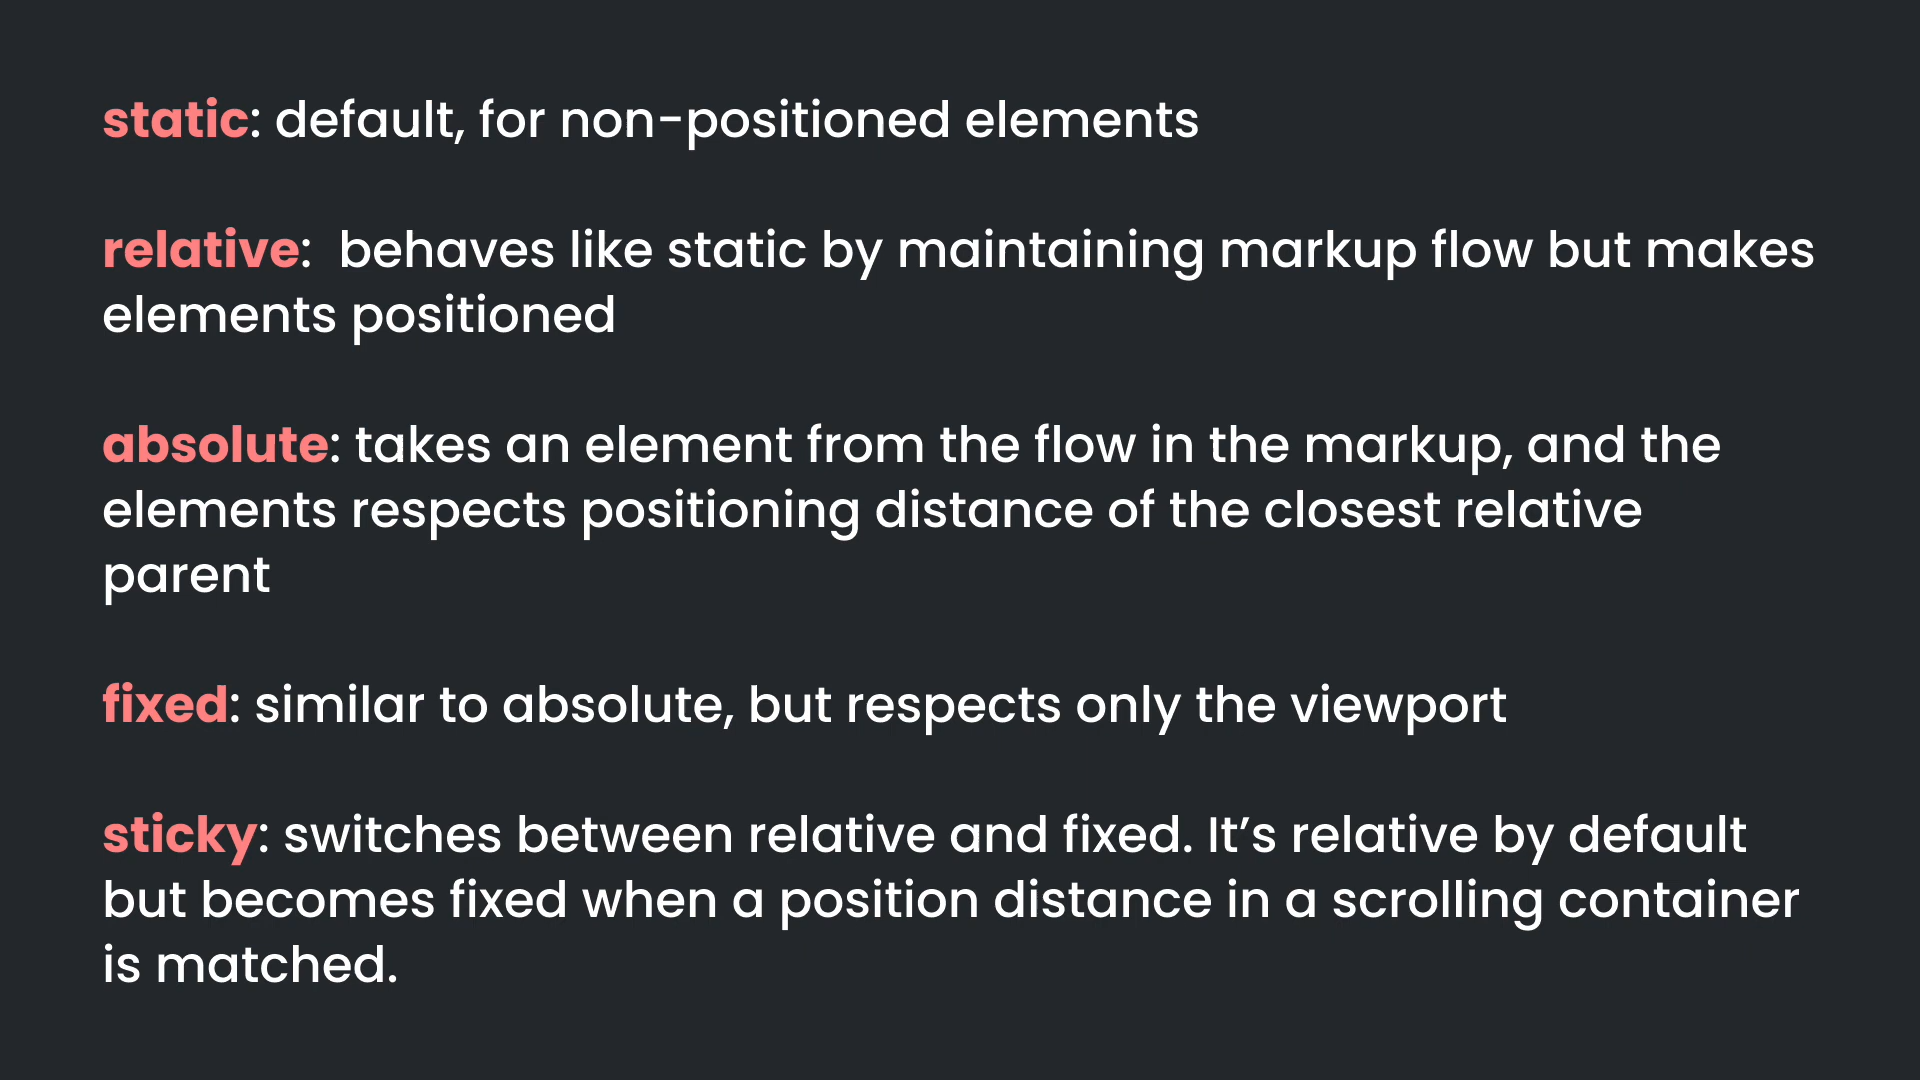 static: default, for non-positioned elements
relative:  behaves like static by maintaining markup flow but makes
elements positioned
absolute: takes an element from the flow in the markup, and the
elements respects positioning distance of the closest relative
parent
fixed: similar to absolute, but respects only the viewport
sticky: switches between relative and fixed. It’s relative by default
but becomes fixed when a position distance in a scrolling container
is matched.